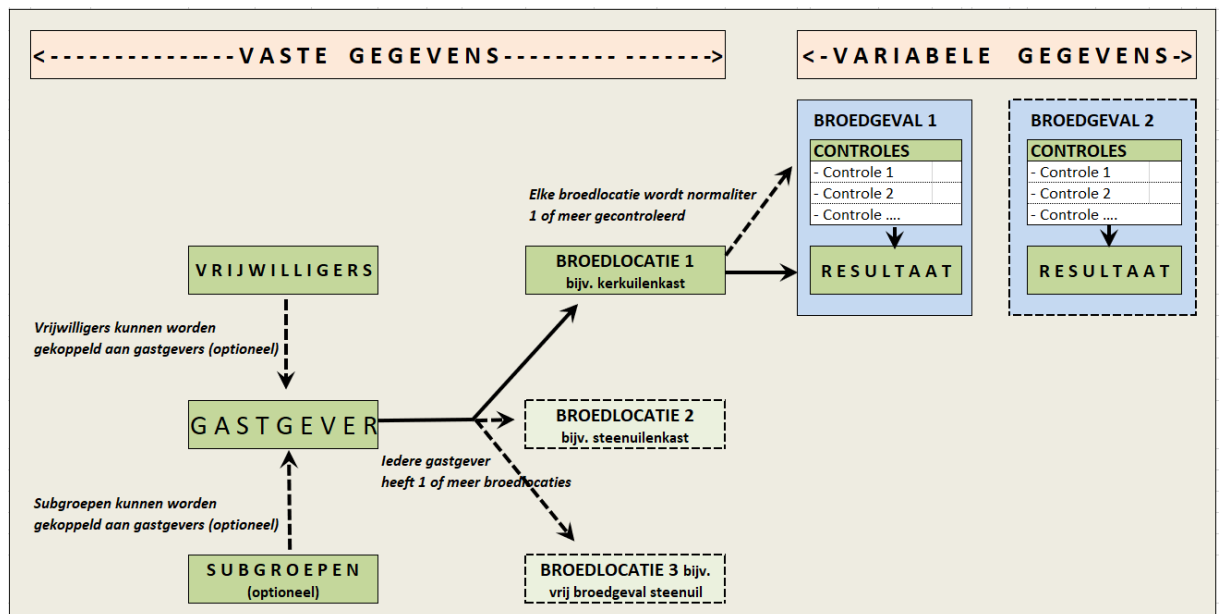 <- - - - - - - - - - - - - - - - VASTE GEGEVENS- - - - - - - - - - - - - - - ->
<-VARIABELE GEGEVENS->
BROEDGEVAL 1
CONTROLES
- Controle 1
- Controle 2
- Controle ....
RESULTAAT
BROEDGEVAL 2
CONTROLES
- Controle 1
- Controle 2
- Controle ....
RESULTAAT
Elke broedlocatie wordt normaliter
1 of meer gecontroleerd
VRIJWILLIGERS
BROEDLOCATIE 1
bijv. kerkuilenkast
Vrijwilligers kunnen worden
gekoppeld aan gastgevers (optioneel)
GASTGEVER
BROEDLOCATIE 2
bijv. steenuilenkast
Iedere gastgever
heeft 1 of meer broedlocaties
Subgroepen kunnen worden
gekoppeld aan gastgevers (optioneel)
SUBGROEPEN
(optioneel)
BROEDLOCATIE 3 bijv.
vrij broedgeval steenuil